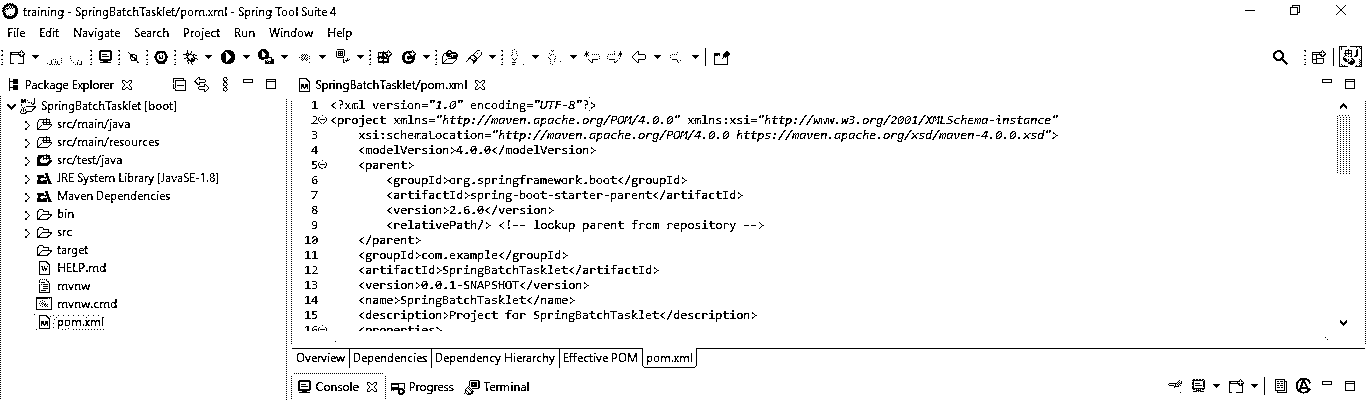 training - SpringBatchTasklet/pom.xml - Spring Tool Suite 4
File Edit Navigate Search Project Run Window Help
Package Explorer
SpringBatchTasklet [boot]
src/main/java
src/main/resources
src/test/java
JRE System Library [JavaSE-1.8]
Maven Dependencies
bin
src
target
HELP.md
mvnw
mvnw.cmd
pom.xml
SpringBatchTasklet/pom.xml
1 <?xml version="1.0" encoding="UTF-8"?>
2 <project xmlns="http://maven.apache.org/POM/4.0.0" xmlns:xsi="http://www.w3.org/2001/XMLSchema-instance"
3 xsi:schemaLocation="http://maven.apache.org/POM/4.0.0 https://maven.apache.org/xsd/maven-4.0.0.xsd">
4 <modelVersion>4.0.0</modelVersion>
5 <parent>
6 <groupId>org.springframework.boot</groupId>
7 <artifactId>spring-boot-starter-parent</artifactId>
8 <version>2.6.0</version>
9 <relativePath/> <!-- lookup parent from repository -->
10 </parent>
11 <groupId>com.example</groupId>
12 <artifactId>SpringBatchTasklet</artifactId>
13 <version>0.0.1-SNAPSHOT</version>
14 <name>SpringBatchTasklet</name>
15 <description>Project for SpringBatchTasklet</description>
16 <properties>
Overview Dependencies Dependency Hierarchy Effective POM pom.xml
Console Progress Terminal